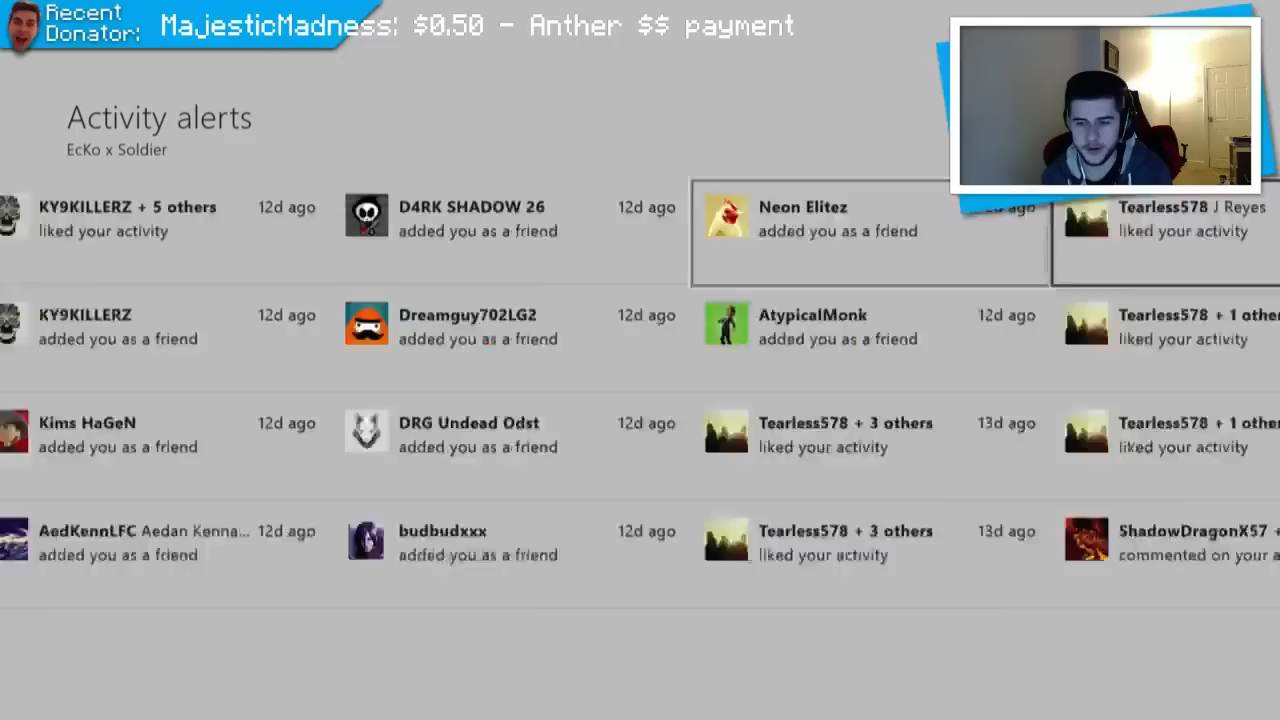 Recent
Donator:
MajesticMadness: $0.50 - Anther $$ payment
Activity alerts
EcKo x Soldier
KY9KILLERZ + 5 others 12d ago
liked your activity
D4RK SHADOW 26 12d ago
added you as a friend
Neon Elitez ago
added you as a friend
Tearless578 J Reyes
liked your activity
KY9KILLERZ 12d ago
added you as a friend
Dreamguy702LG2 12d ago
added you as a friend
AtypicalMonk 12d ago
added you as a friend
Tearless578 + 1 other
liked your activity
Kims HaGeN 12d ago
added you as a friend
DRG Undead Odst 12d ago
added you as a friend
Tearless578 + 3 others 13d ago
liked your activity
Tearless578 + 1 other
liked your activity
AedKennLFC Aedan Kenna... 12d ago
added you as a friend
budbudxxx 12d ago
added you as a friend
Tearless578 + 3 others 13d ago
liked your activity
ShadowDragonX57 +
commented on your a